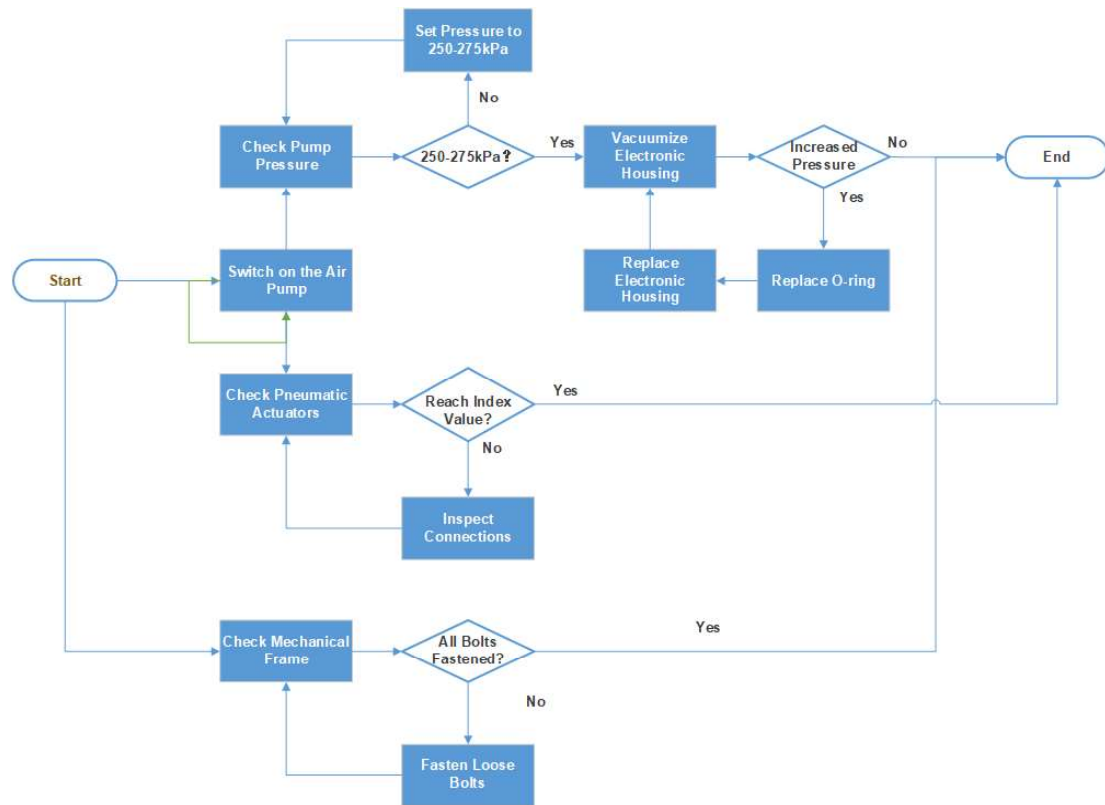 Set Pressure to
250-275kPa
No
Check Pump
Pressure
250-275kPa?
Yes
Vacuumize
Electronic
Housing
Increased
Pressure
No
End
Yes
Start
Switch on the Air
Pump
Replace
Electronic
Housing
Replace O-ring
Check Pneumatic
Actuators
Reach Index
Value?
Yes
No
Inspect
Connections
Check Mechanical
Frame
All Bolts
Fastened?
Yes
No
Fasten Loose
Bolts